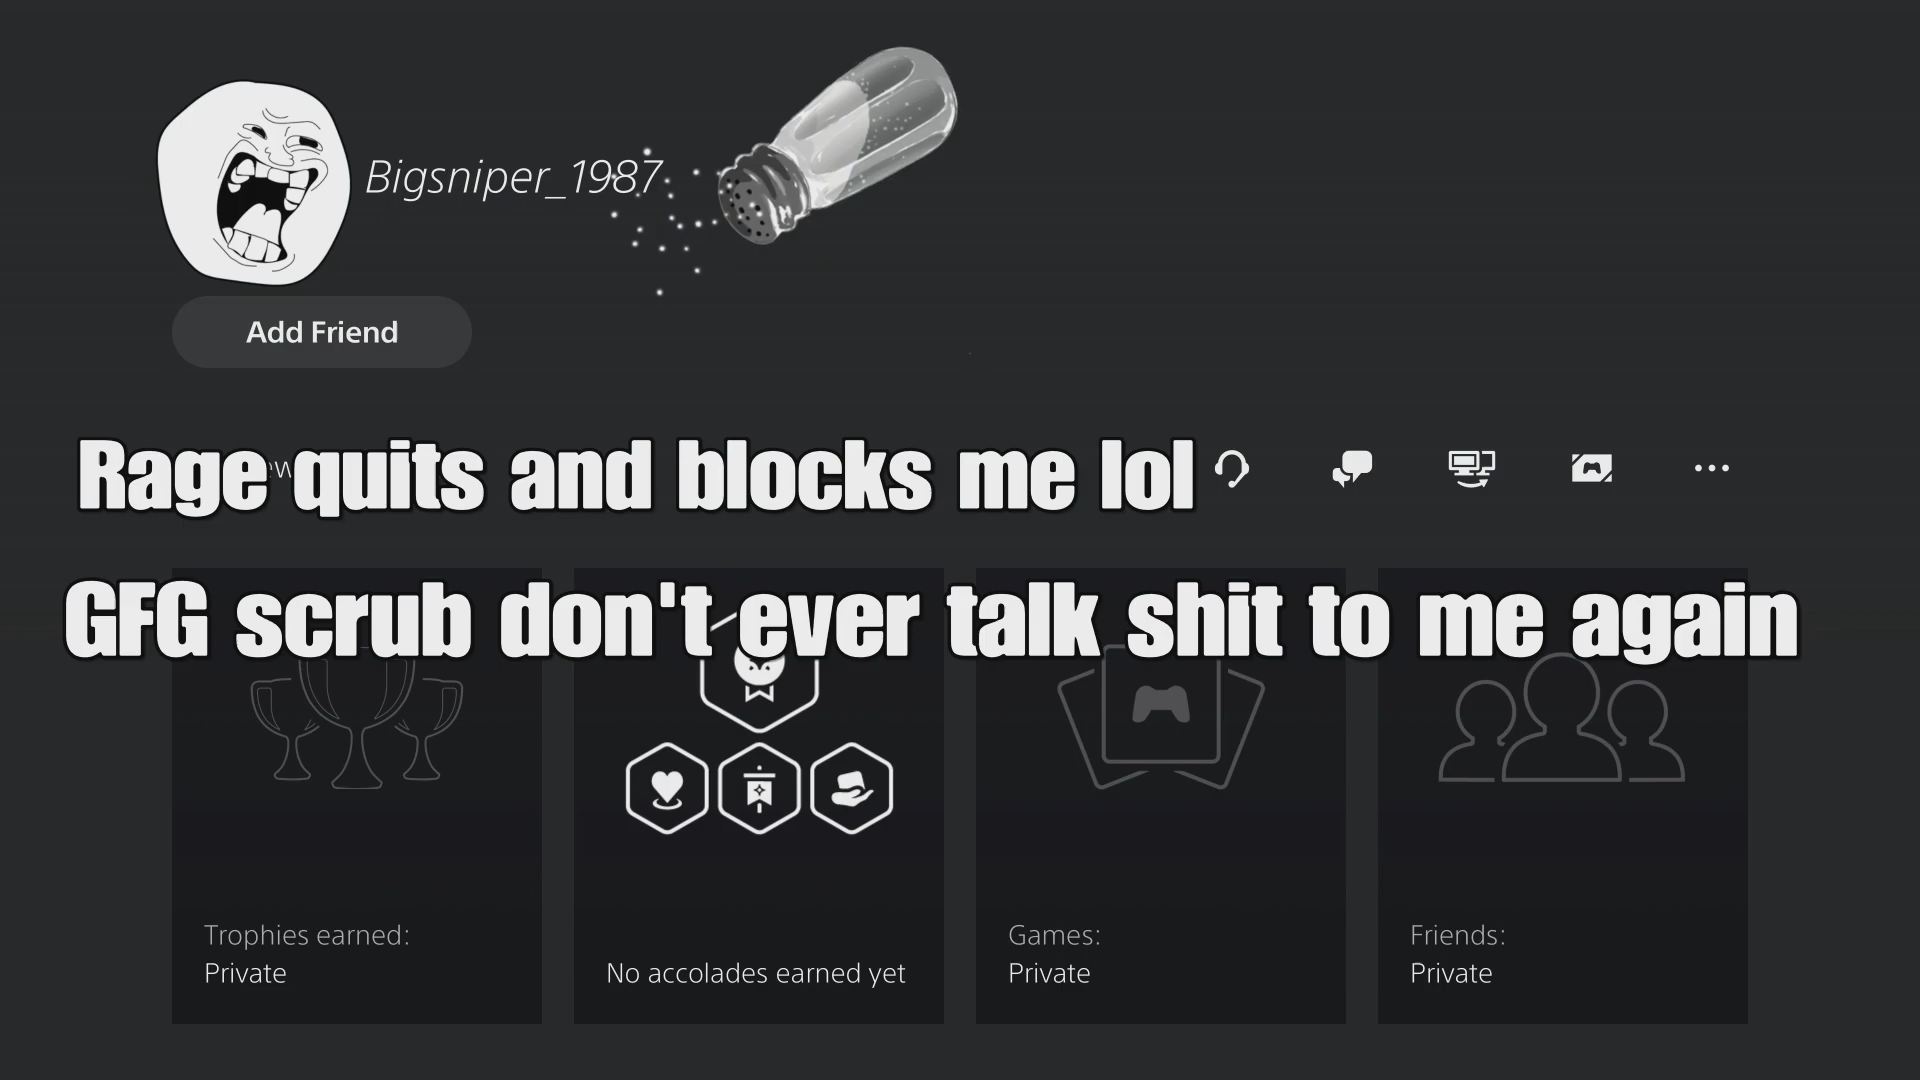 Bigsniper_1987
Add Friend
Rage quits and blocks me lol
GFG scrub don't ever talk shit to me again
Trophies earned:
Private
No accolades earned yet
Games:
Private
Friends:
Private